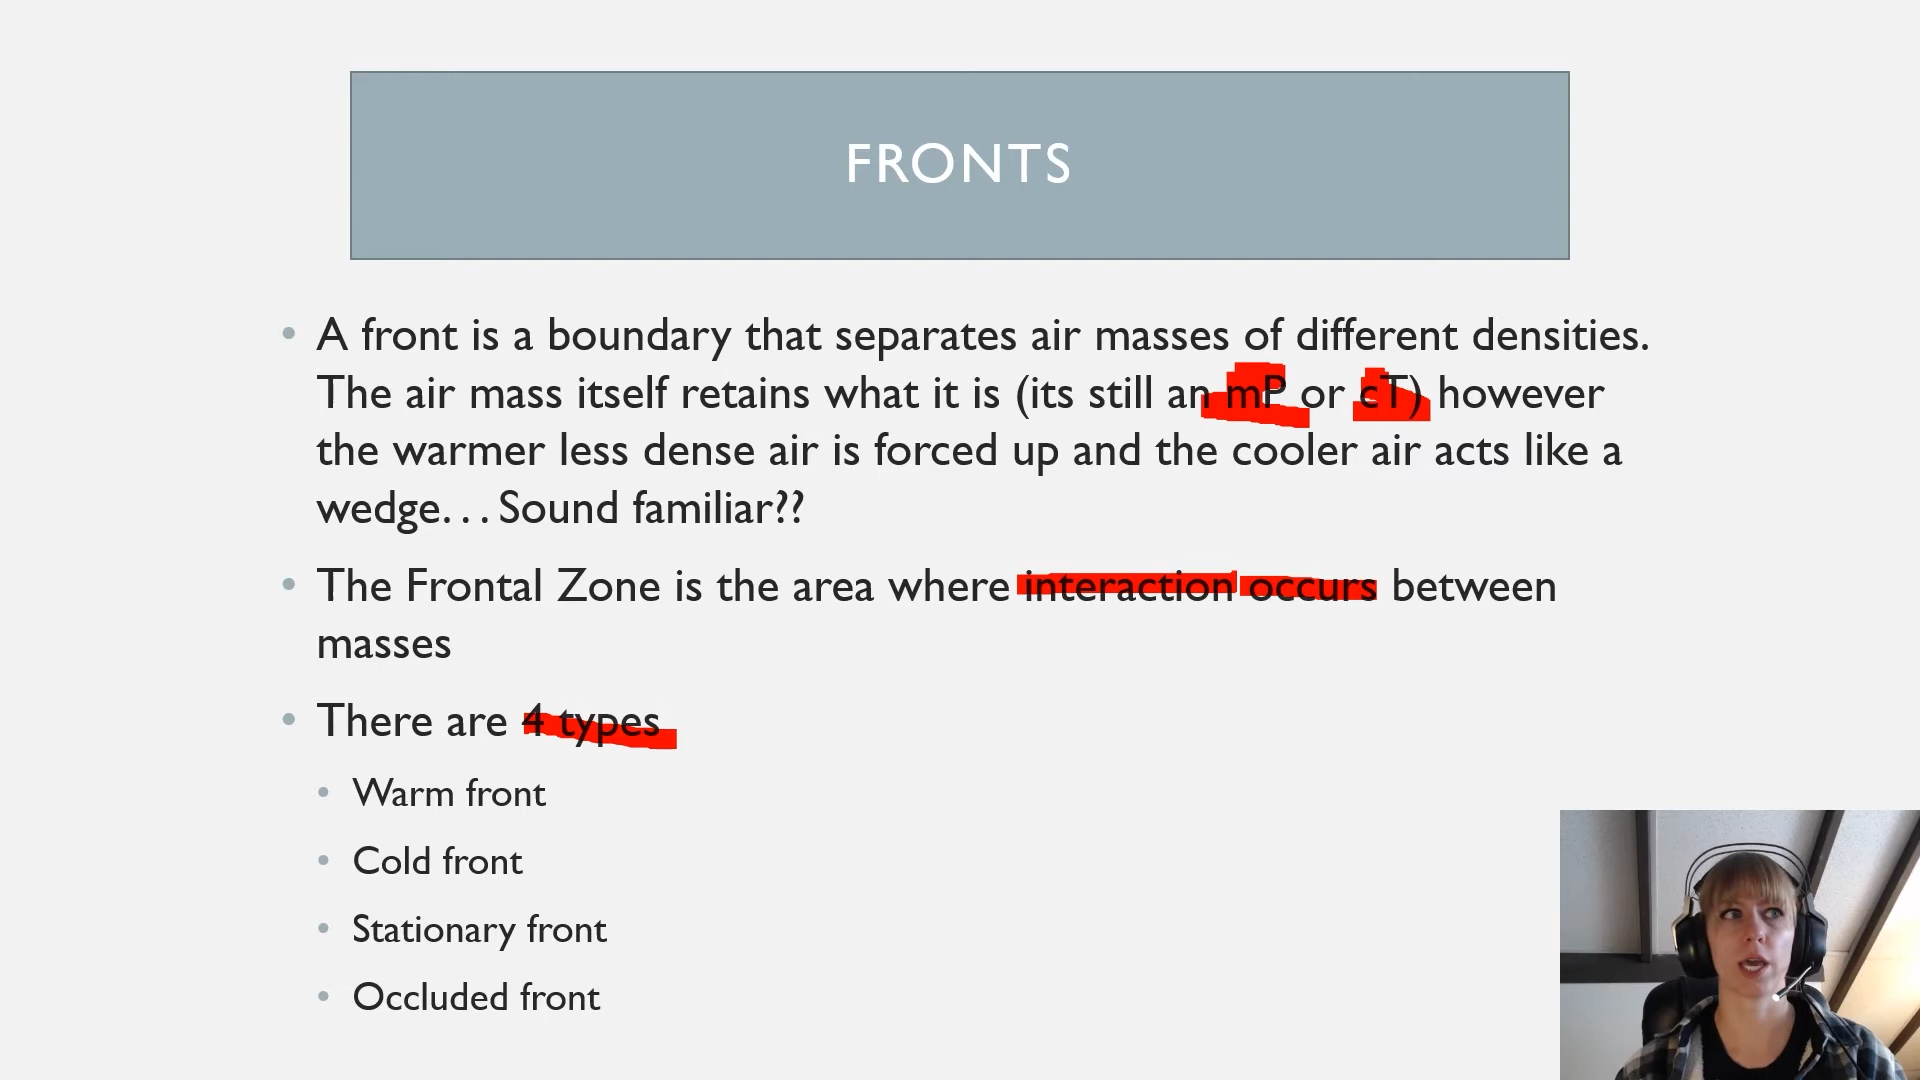 FRONTS
A front is a boundary that separates air masses of different densities.
The air mass itself retains what it is (its still an mP or cT) however
the warmer less dense air is forced up and the cooler air acts like a
wedge. . . Sound familiar??
The Frontal Zone is the area where interaction occurs between
masses
There are 4 types
Warm front
Cold front
Stationary front
Occluded front